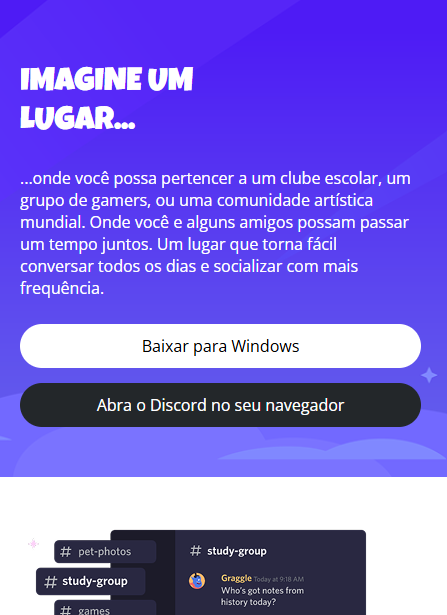 IMAGINE UM
LUGAR...
...onde você possa pertencer a um clube escolar, um
grupo de gamers, ou uma comunidade artística
mundial. Onde você e alguns amigos possam passar
um tempo juntos. Um lugar que torna fácil
conversar todos os dias e socializar com mais
frequência.
Baixar para Windows
Abra o Discord no seu navegador
# pet-photos
# study-group
# games
# study-group
Graggle Today at 9:18 AM
Who's got notes from
history today?